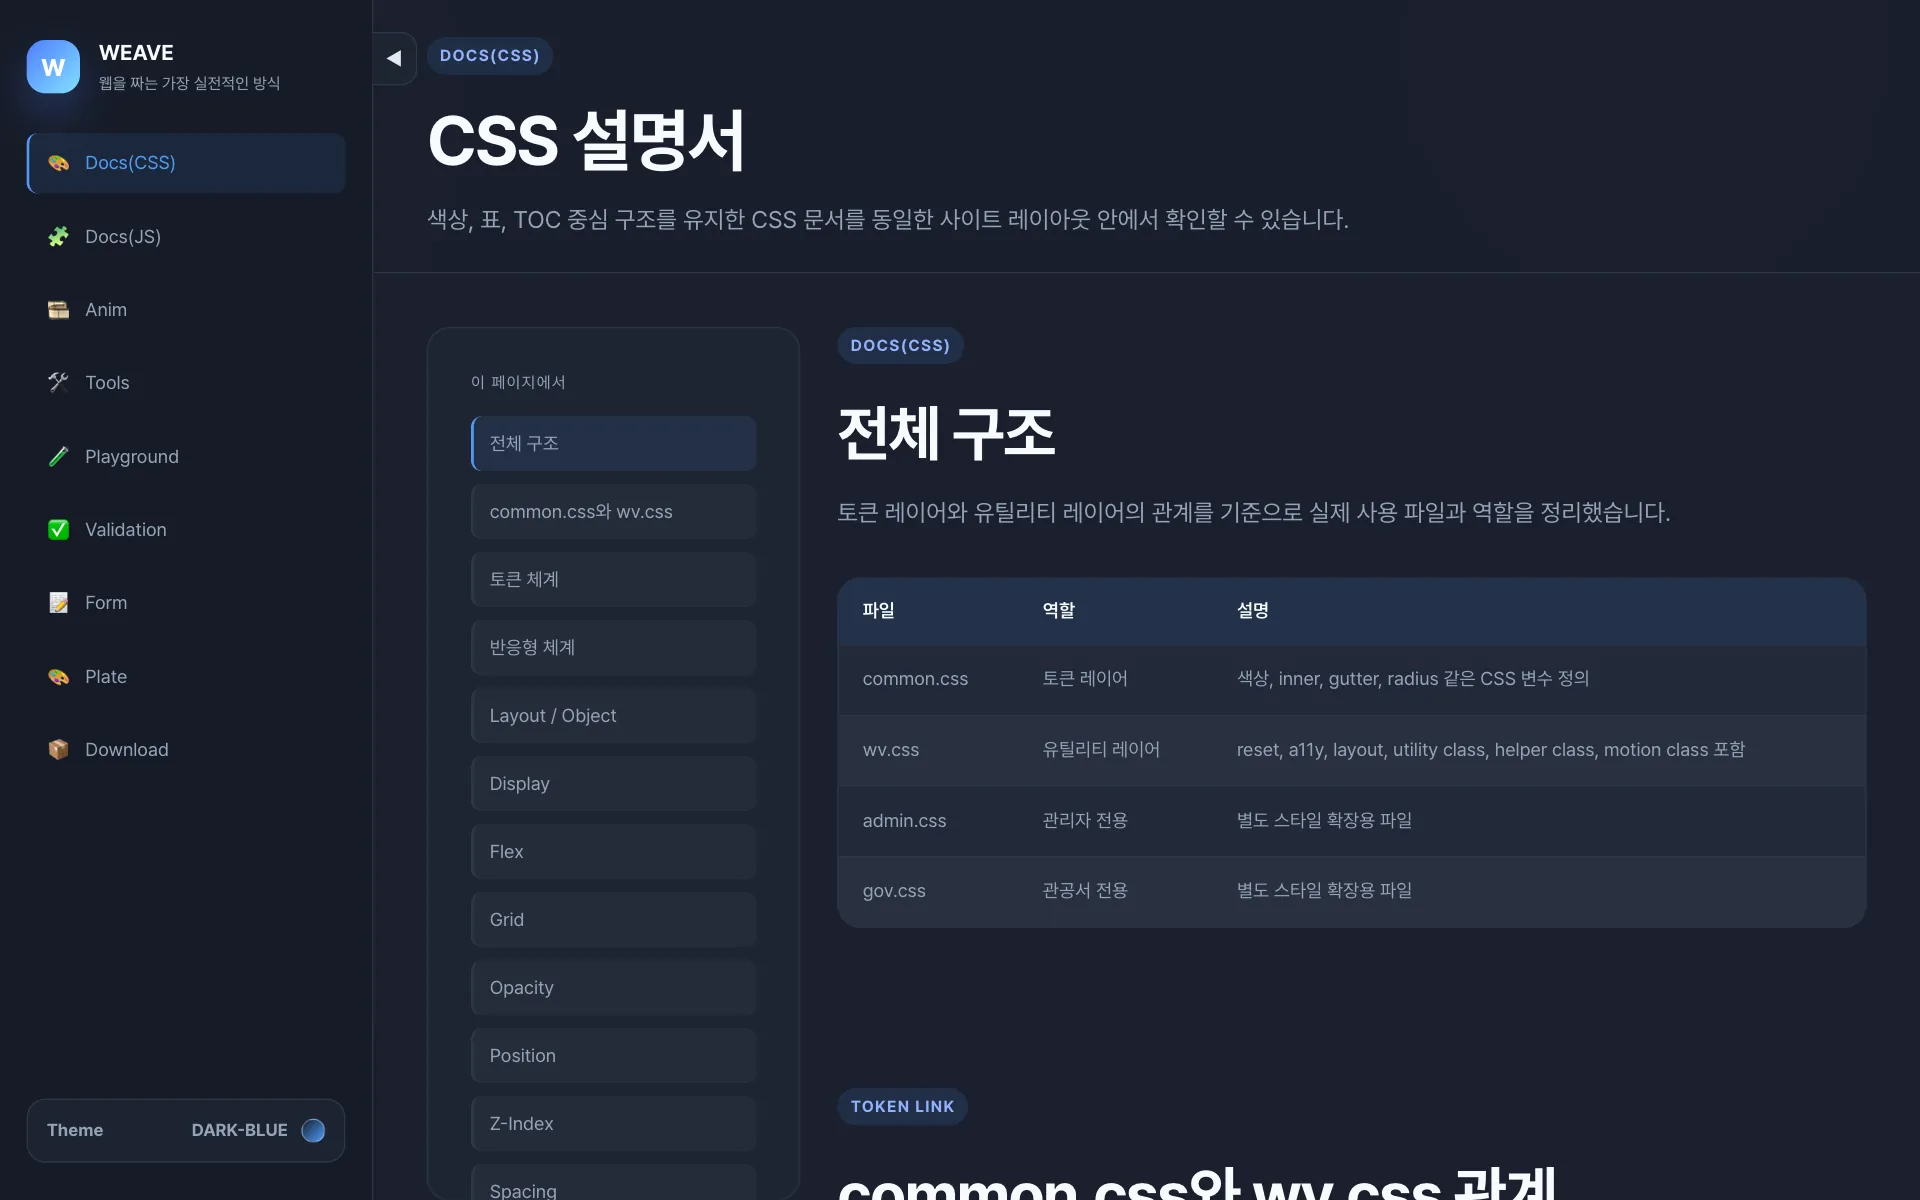 W
WEAVE
웹을 짜는 가장 실전적인 방식
Docs(CSS)
Docs(JS)
Anim
Tools
Playground
Validation
Form
Plate
Download
Theme DARK-BLUE
DOCS(CSS)
CSS 설명서
색상, 표, TOC 중심 구조를 유지한 CSS 문서를 동일한 사이트 레이아웃 안에서 확인할 수 있습니다.
이 페이지에서
전체 구조
common.css와 wv.css
토큰 체계
반응형 체계
Layout / Object
Display
Flex
Grid
Opacity
Position
Z-Index
Spacing
DOCS(CSS)
전체 구조
토큰 레이어와 유틸리티 레이어의 관계를 기준으로 실제 사용 파일과 역할을 정리했습니다.
파일 역할 설명
common.css 토큰 레이어 색상, inner, gutter, radius 같은 CSS 변수 정의
wv.css 유틸리티 레이어 reset, a11y, layout, utility class, helper class, motion class 포함
admin.css 관리자 전용 별도 스타일 확장용 파일
gov.css 관공서 전용 별도 스타일 확장용 파일
TOKEN LINK
common.css와 wv.css 관계